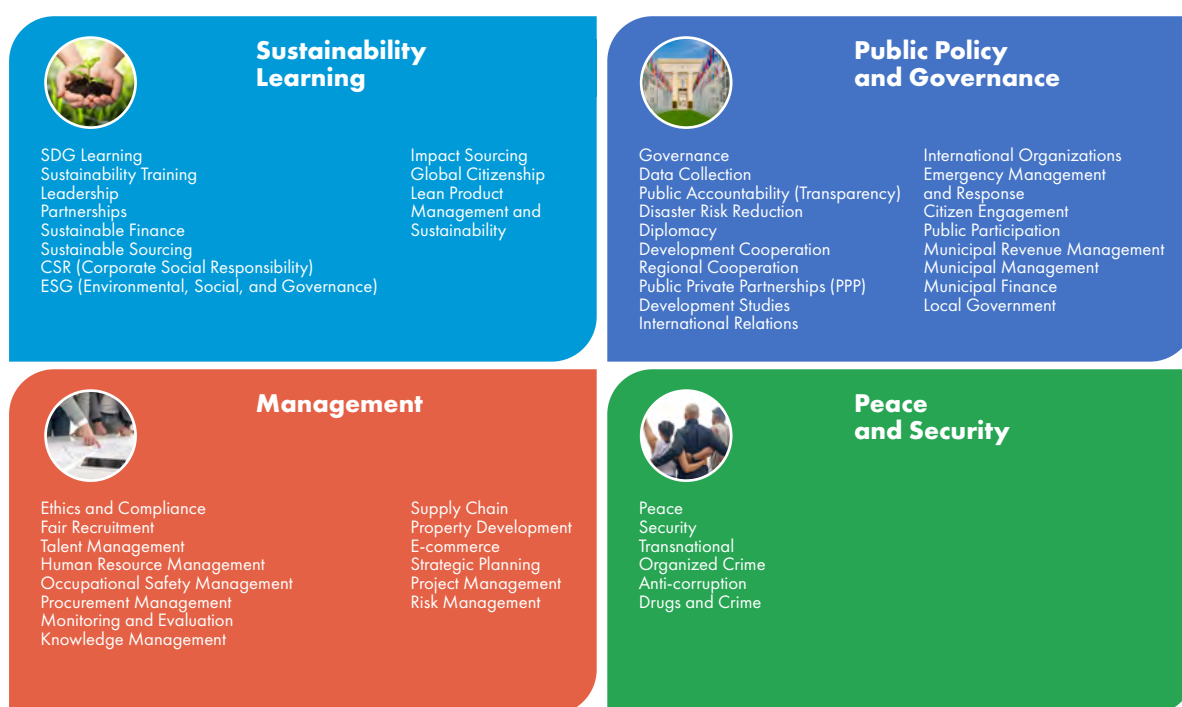 Sustainability
Learning
SDG Learning
Sustainability Training
Leadership
Partnerships
Sustainable Finance
Sustainable Sourcing
CSR (Corporate Social Responsibility)
ESG (Environmental, Social, and Governance)
Impact Sourcing
Global Citizenship
Lean Product
Management and
Sustainability
Public Policy
and Governance
Governance
Data Collection
Public Accountability (Transparency)
Disaster Risk Reduction
Diplomacy
Development Cooperation
Regional Cooperation
Public Private Partnerships (PPP)
Development Studies
International Relations
International Organizations
Emergency Management
and Response
Citizen Engagement
Public Participation
Municipal Revenue Management
Municipal Management
Municipal Finance
Local Government
Management
Ethics and Compliance
Fair Recruitment
Talent Management
Human Resource Management
Occupational Safety Management
Procurement Management
Monitoring and Evaluation
Knowledge Management
Supply Chain
Property Development
E-commerce
Strategic Planning
Project Management
Risk Management
Peace
and Security
Peace
Security
Transnational
Organized Crime
Anti-corruption
Drugs and Crime